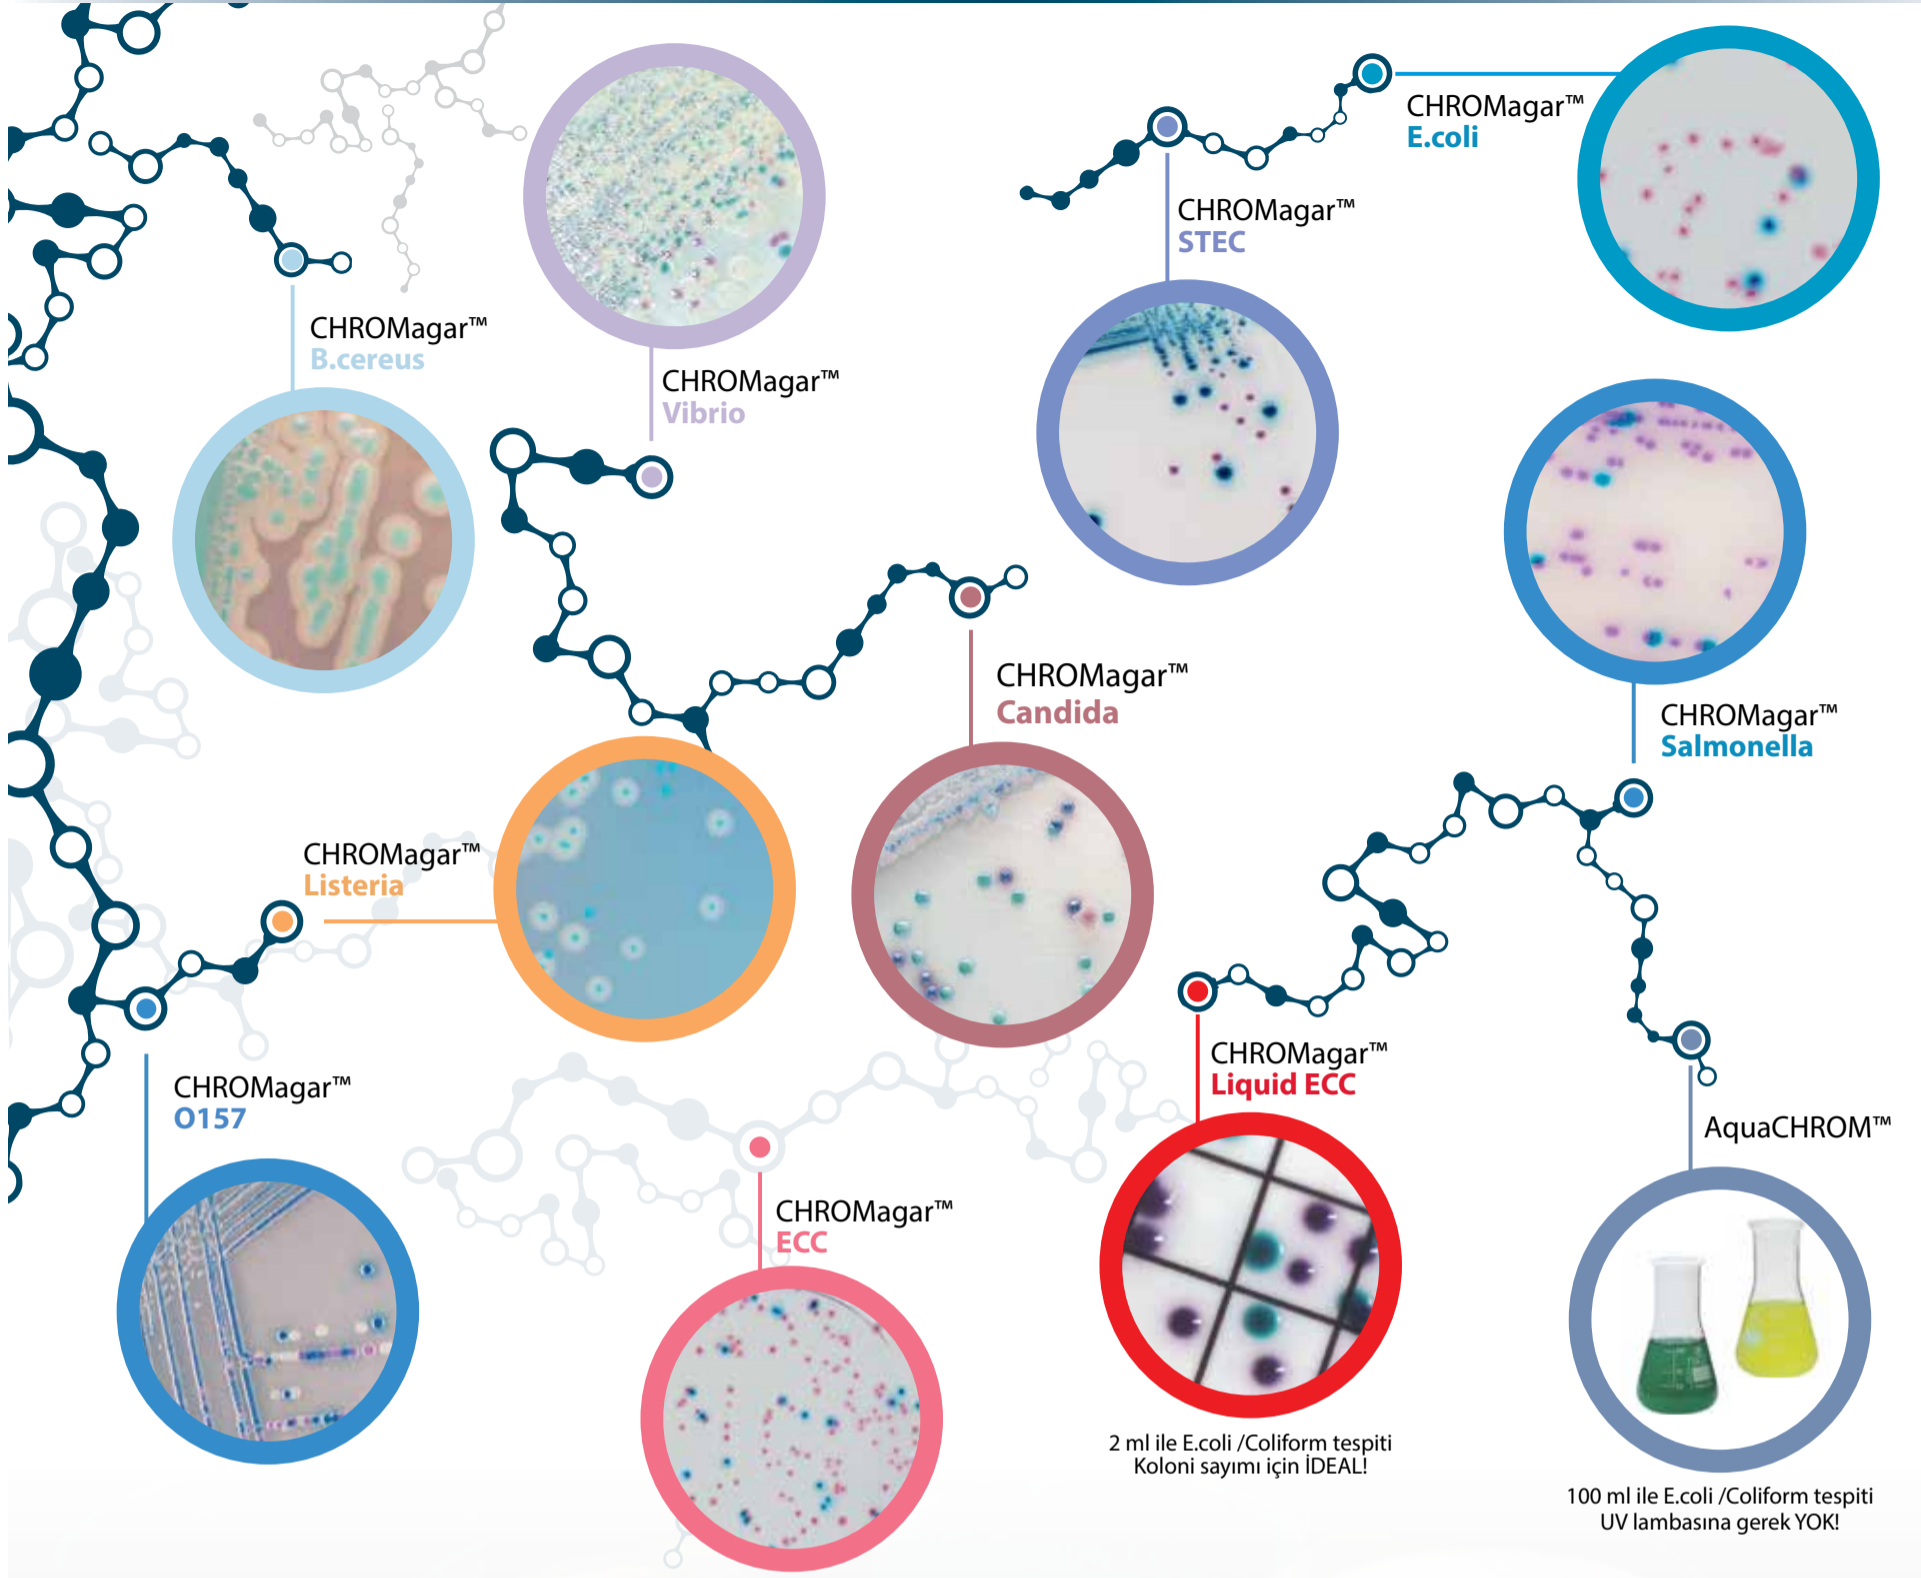 CHROMagar™
E.coli
CHROMagar™
STEC
CHROMagar™
B.cereus
CHROMagar™
Vibrio
CHROMagar™
Candida
CHROMagar™
Salmonella
CHROMagar™
Listeria
CHROMagar™
Liquid ECC
CHROMagar™
O157
AquaCHROM™
CHROMagar™
ECC
2 ml ile E.coli /Coliform tespiti
Koloni sayımı için İDEAL!
100 ml ile E.coli /Coliform tespiti
UV lambasına gerek YOK!